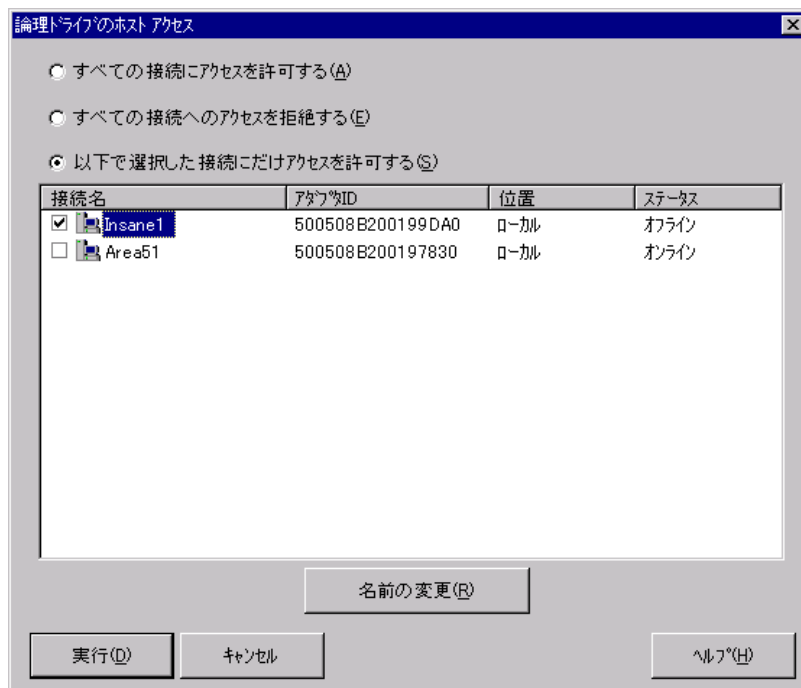 論理ﾄﾞﾗｲﾌﾞのﾎｽﾄ ｱｸｾｽ
すべての接続にｱｸｾｽを許可する(A)
すべての接続へのｱｸｾｽを拒絶する(E)
以下で選択した接続にだけｱｸｾｽを許可する(S)
接続名 ｱﾀﾞﾌﾟﾀID 位置 ｽﾃｰﾀｽ
Insane1 500508B200199DA0 ﾛｰｶﾙ ｵﾌﾗｲﾝ
Area51 500508B200197830 ﾛｰｶﾙ ｵﾝﾗｲﾝ
名前の変更(R)
実行(D) ｷｬﾝｾﾙ ﾍﾙﾌﾟ(H)